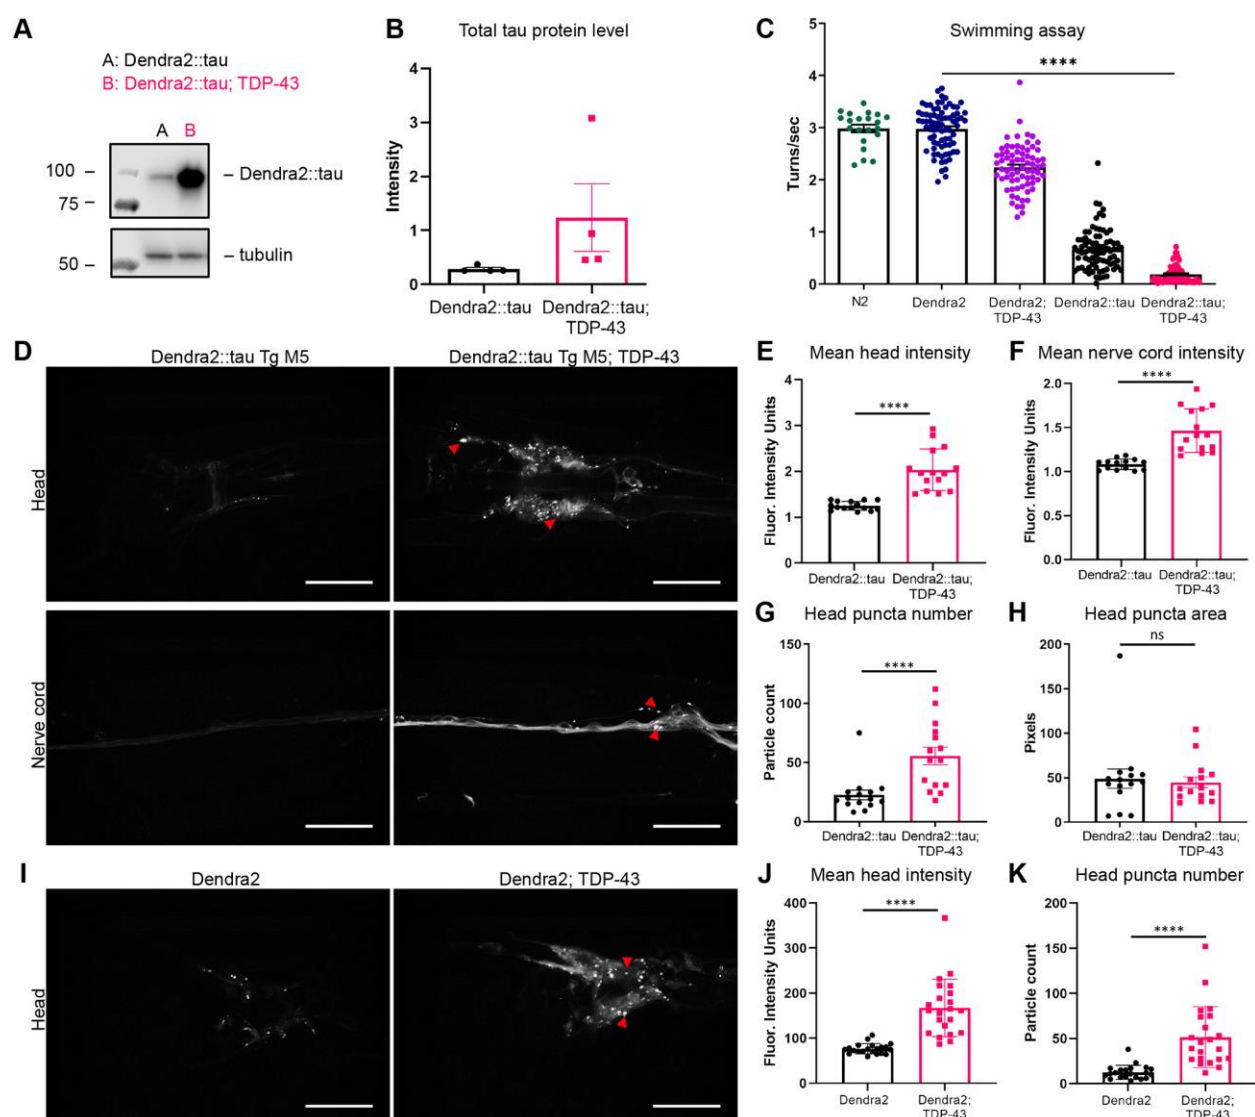 A
A: Dendra2::tau
B: Dendra2::tau; TDP-43
A B
100
75
50
Dendra2::tau
tubulin
B
Total tau protein level
Intensity
4
3
2
1
0
Dendra2::tau
Dendra2::tau;
TDP-43
C
Swimming assay
****
Turns/sec
5
4
3
2
1
0
N2
Dendra2
Dendra2;
TDP-43
Dendra2::tau
Dendra2::tau;
TDP-43
D
Dendra2::tau Tg M5
Dendra2::tau Tg M5; TDP-43
Head
Nerve cord
E
Mean head intensity
****
Fluor. Intensity Units
4
3
2
1
0
Dendra2::tau
Dendra2::tau;
TDP-43
F
Mean nerve cord intensity
****
Fluor. Intensity Units
2.0
1.5
1.0
0.5
0.0
Dendra2::tau
Dendra2::tau;
TDP-43
G
Head puncta number
****
Particle count
150
100
50
0
Dendra2::tau
Dendra2::tau;
TDP-43
H
Head puncta area
ns
Pixels
200
150
100
50
0
Dendra2::tau
Dendra2::tau;
TDP-43
I
Dendra2
Dendra2; TDP-43
Head
J
Mean head intensity
****
Fluor. Intensity Units
400
300
200
100
0
Dendra2
Dendra2;
TDP-43
K
Head puncta number
****
Particle count
200
150
100
50
0
Dendra2
Dendra2;
TDP-43